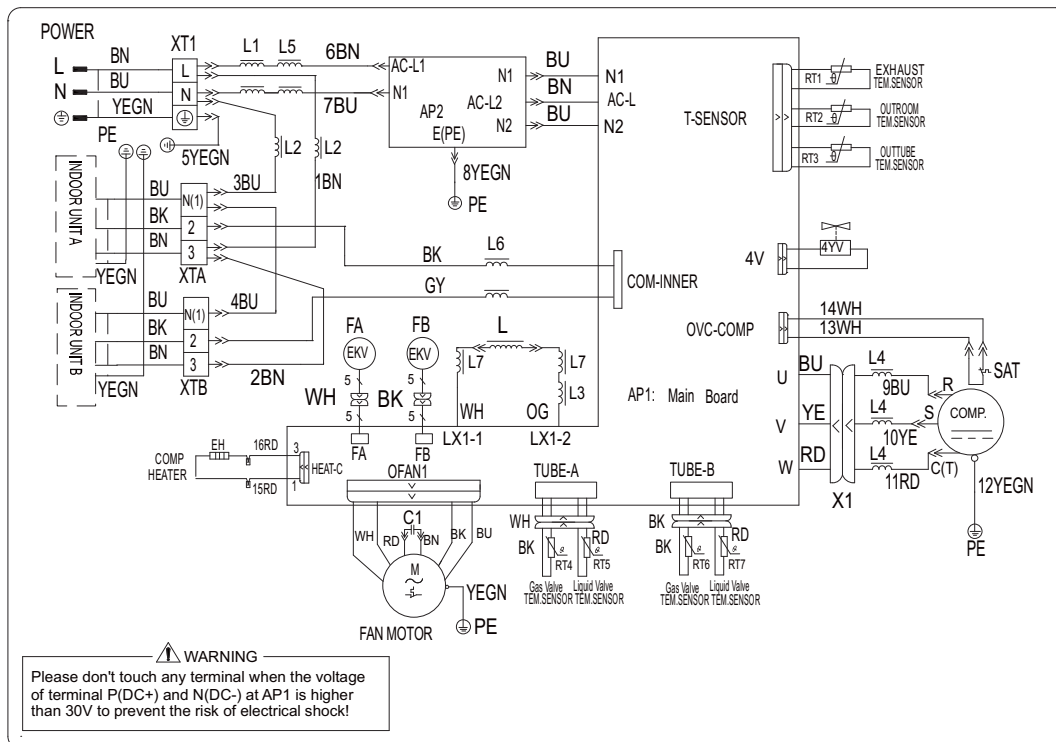 POWER
L
BN
N
BU
YEGN
PE
XT1
L
N
L1
L5
6BN
7BU
5YEGN
L2
L2
3BU
1BN
AC-L1
N1
AP2
E(PE)
N1
AC-L2
N2
8YEGN
PE
BU
BN
BU
N1
AC-L
N2
T-SENSOR
RT1
θ
EXHAUST
TEM.SENSOR
RT2
θ
OUTROOM
TEM.SENSOR
RT3
θ
OUTTUBE
TEM.SENSOR
INDOOR UNIT A
BU
BK
BN
YEGN
N(1)
2
3
XTA
INDOOR UNIT B
BU
BK
BN
YEGN
N(1)
2
3
XTB
4BU
2BN
BK
L6
GY
COM-INNER
4V
4YV
OVC-COMP
14WH
13WH
SAT
FA
EKV
5
WH
5
FA
FB
EKV
5
BK
5
FB
L
L7
L7
L3
WH
OG
LX1-1
LX1-2
AP1: Main Board
U
BU
V
YE
W
RD
X1
L4
9BU
R
L4
10YE
S
L4
11RD
C(T)
COMP.
12YEGN
PE
COMP
HEATER
EH
16RD
15RD
3
1
HEAT-C
OFAN1
WH
RD
C1
BN
BK
BU
M
YEGN
PE
FAN MOTOR
TUBE-A
WH
BK
RD
θ
RT4
θ
RT5
Gas Valve
TEM.SENSOR
Liquid Valve
TEM.SENSOR
TUBE-B
BK
BK
RD
θ
RT6
θ
RT7
Gas Valve
TEM.SENSOR
Liquid Valve
TEM.SENSOR
WARNING
Please don't touch any terminal when the voltage
of terminal P(DC+) and N(DC-) at AP1 is higher
than 30V to prevent the risk of electrical shock!